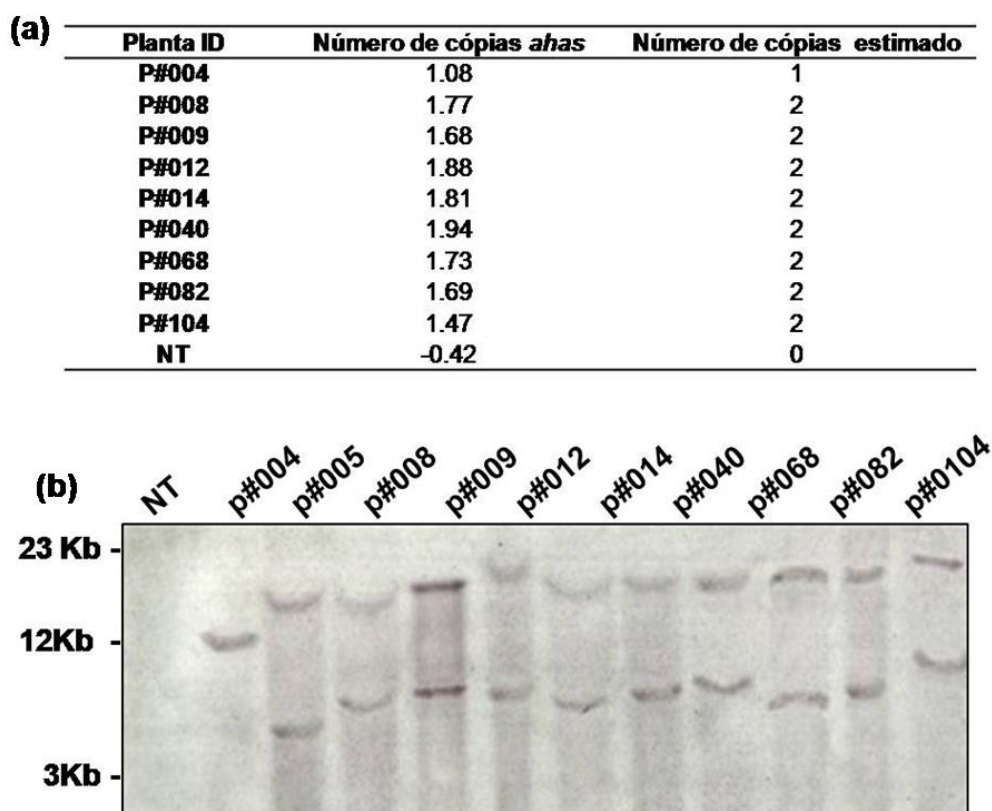 (a)
Planta ID Número de cópias ahas Número de cópias estimado
P#004 1.08 1
P#008 1.77 2
P#009 1.68 2
P#012 1.88 2
P#014 1.81 2
P#040 1.94 2
P#068 1.73 2
P#082 1.69 2
P#104 1.47 2
NT -0.42 0
(b) NT p#004 p#005 p#008 p#009 p#012 p#014 p#040 p#068 p#082 p#0104
23 Kb -
12Kb -
3Kb -